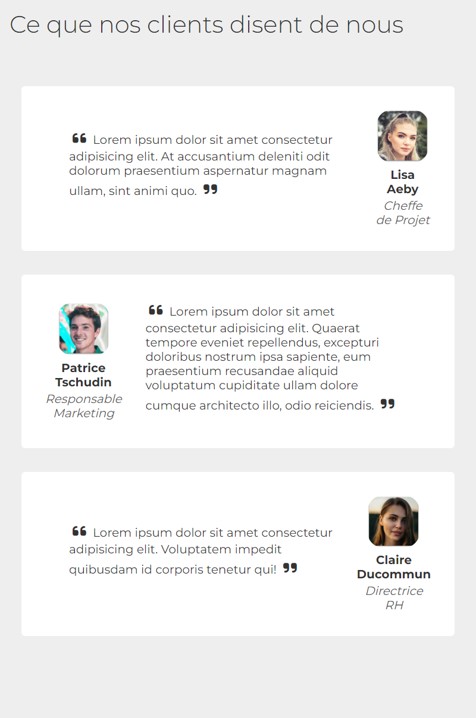 Ce que nos clients disent de nous
❝ Lorem ipsum dolor sit amet consectetur
adipisicing elit. At accusantium deleniti odit
dolorum praesentium aspernatur magnam
ullam, sint animi quo. ❞
Lisa
Aeby
Cheffe
de Projet
Patrice
Tschudin
Responsable
Marketing
❝ Lorem ipsum dolor sit amet
consectetur adipisicing elit. Quaerat
tempore eveniet repellendus, excepturi
doloribus nostrum ipsa sapiente, eum
praesentium recusandae aliquid
voluptatum cupiditate ullam dolore
cumque architecto illo, odio reiciendis. ❞
❝ Lorem ipsum dolor sit amet consectetur
adipisicing elit. Voluptatem impedit
quibusdam id corporis tenetur qui! ❞
Claire
Ducommun
Directrice
RH